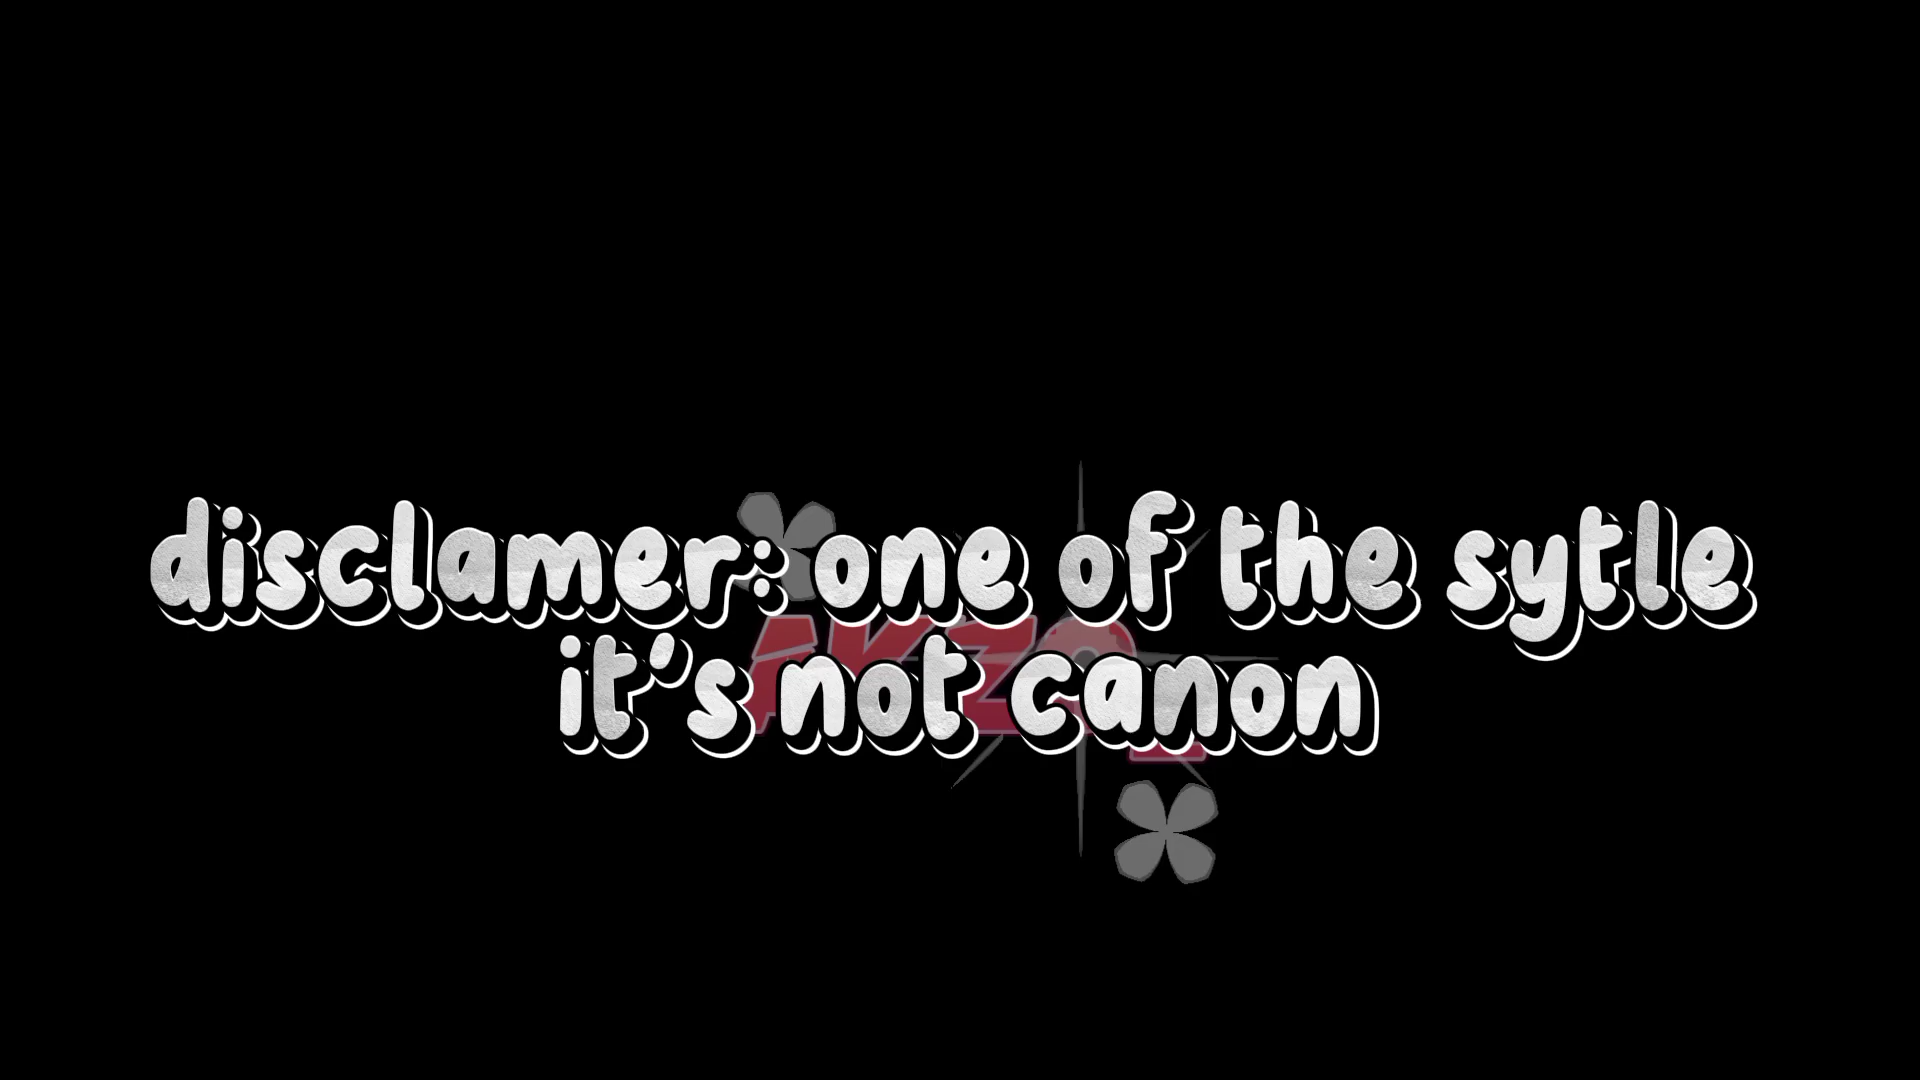 disclamer: one of the sytle
it's not canon